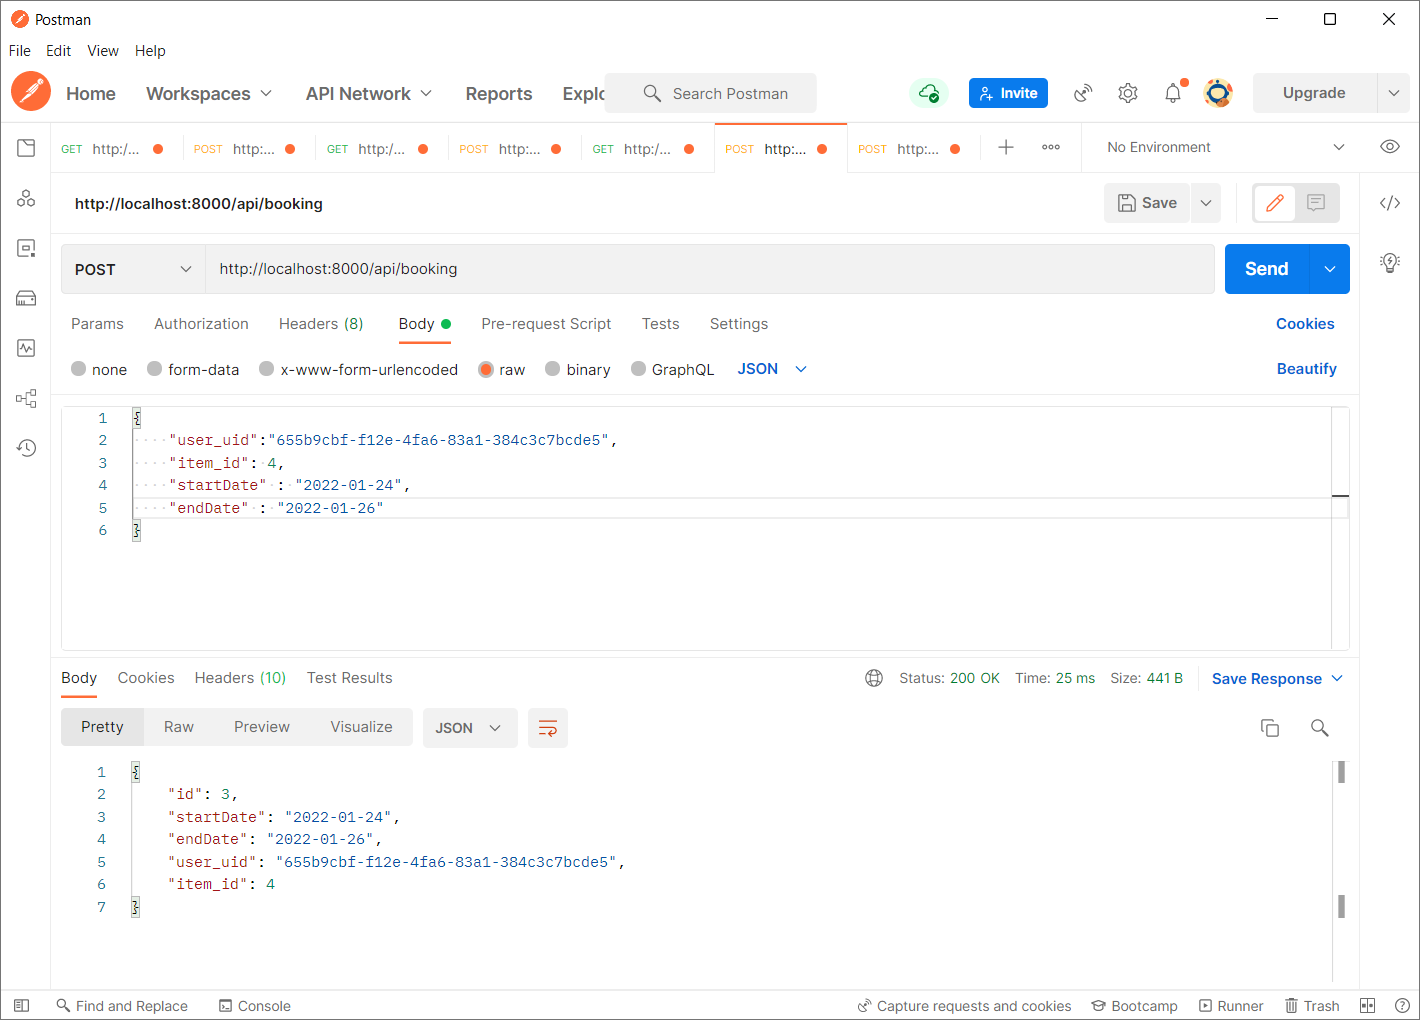 Postman
File Edit View Help
Home Workspaces API Network Reports Explo Search Postman Invite Upgrade
GET http:/... POST http:... GET http:/... POST http:... GET http:/... POST http:... POST http:... No Environment
http://localhost:8000/api/booking Save
POST http://localhost:8000/api/booking Send
Params Authorization Headers (8) Body Pre-request Script Tests Settings Cookies
none form-data x-www-form-urlencoded raw binary GraphQL JSON Beautify
1 {
2 "user_uid":"655b9cbf-f12e-4fa6-83a1-384c3c7bcde5",
3 "item_id": 4,
4 "startDate" : "2022-01-24",
5 "endDate" : "2022-01-26"
6 }
Body Cookies Headers (10) Test Results Status: 200 OK Time: 25 ms Size: 441 B Save Response
Pretty Raw Preview Visualize JSON
1 {
2 "id": 3,
3 "startDate": "2022-01-24",
4 "endDate": "2022-01-26",
5 "user_uid": "655b9cbf-f12e-4fa6-83a1-384c3c7bcde5",
6 "item_id": 4
7 }
Find and Replace Console Capture requests and cookies Bootcamp Runner Trash